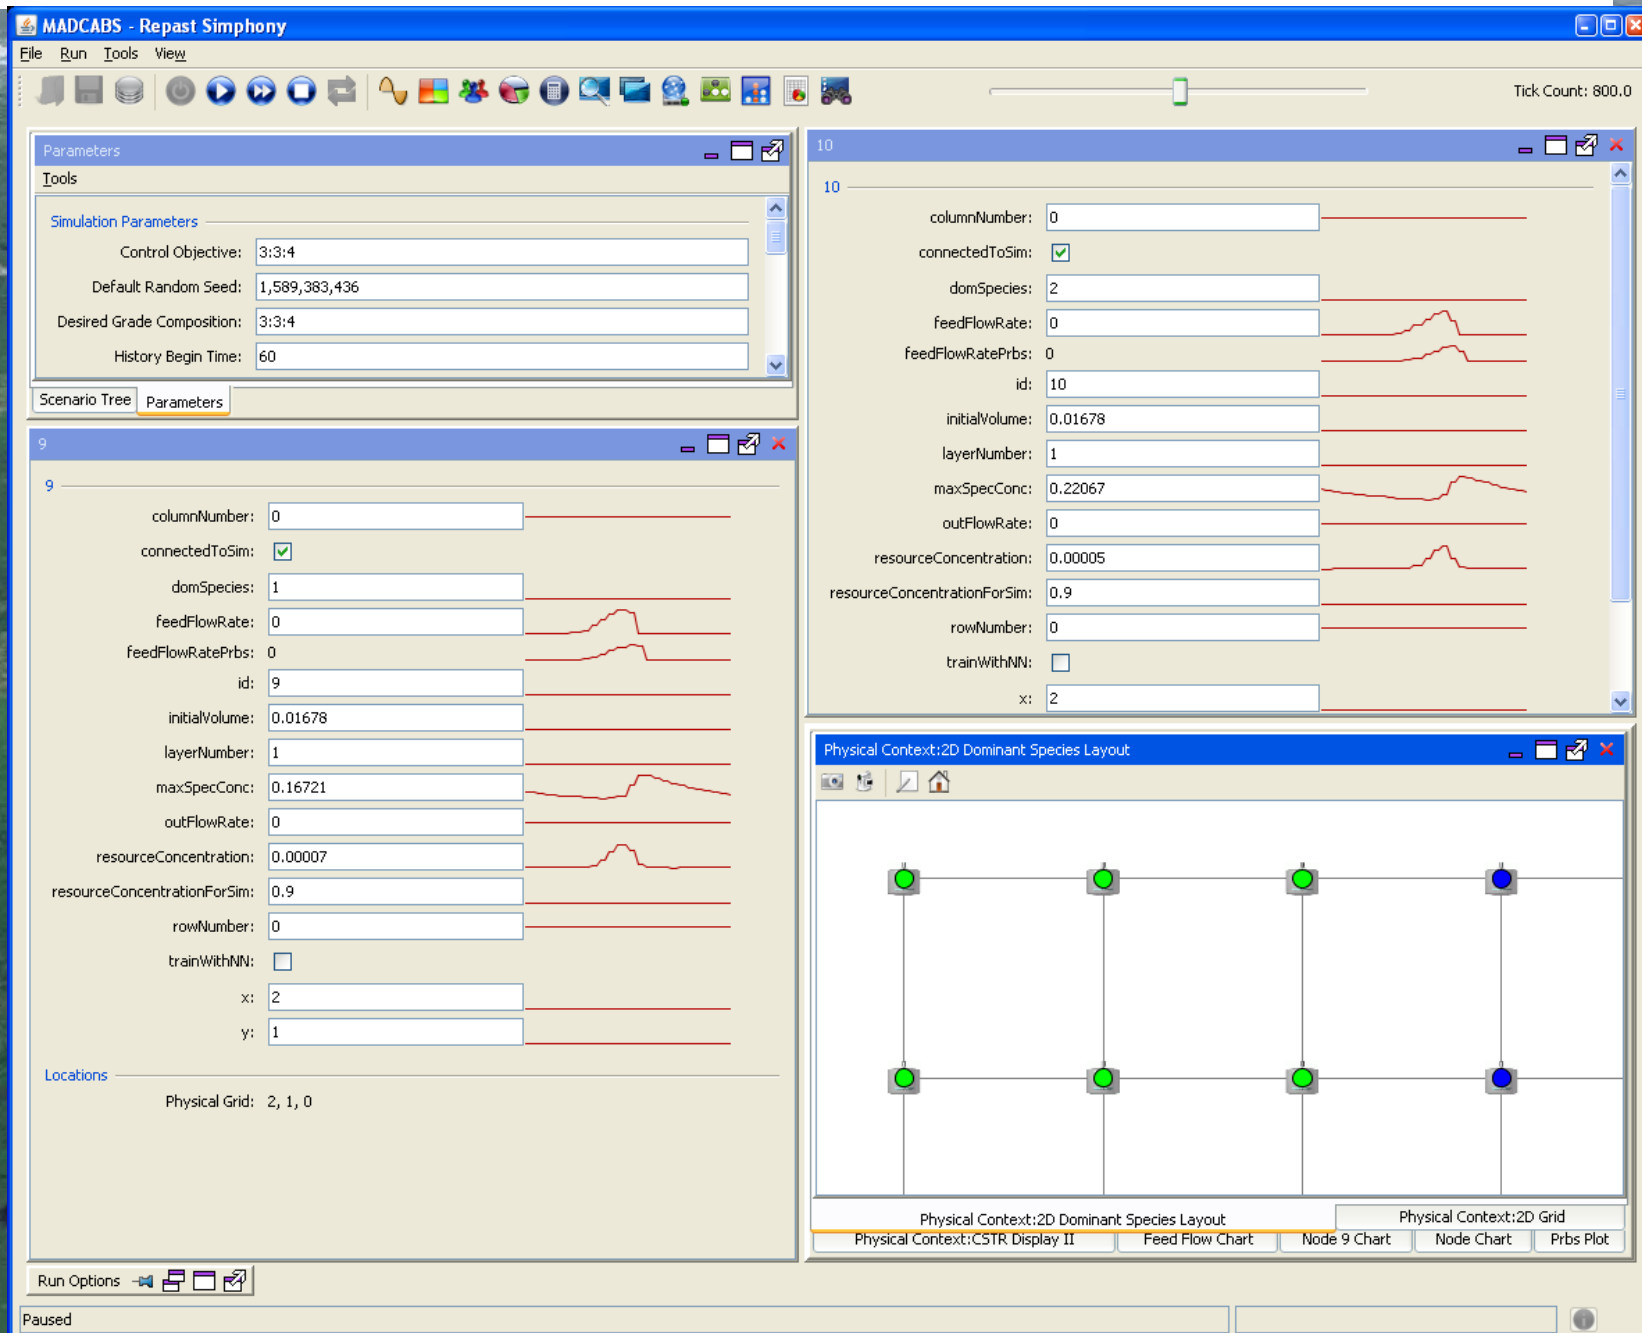 MADCABS - Repast Simphony
File Run Tools View
Tick Count: 800.0
Parameters
Tools
Simulation Parameters
Control Objective: 3:3:4
Default Random Seed: 1,589,383,436
Desired Grade Composition: 3:3:4
History Begin Time: 60
Scenario Tree Parameters
9
9
columnNumber: 0
connectedToSim:
domSpecies: 1
feedFlowRate: 0
feedFlowRatePrbs: 0
id: 9
initialVolume: 0.01678
layerNumber: 1
maxSpecConc: 0.16721
outFlowRate: 0
resourceConcentration: 0.00007
resourceConcentrationForSim: 0.9
rowNumber: 0
trainWithNN:
x: 2
y: 1
Locations
Physical Grid: 2, 1, 0
10
10
columnNumber: 0
connectedToSim:
domSpecies: 2
feedFlowRate: 0
feedFlowRatePrbs: 0
id: 10
initialVolume: 0.01678
layerNumber: 1
maxSpecConc: 0.22067
outFlowRate: 0
resourceConcentration: 0.00005
resourceConcentrationForSim: 0.9
rowNumber: 0
trainWithNN:
x: 2
Physical Context:2D Dominant Species Layout
Physical Context:2D Dominant Species Layout Physical Context:2D Grid
Physical Context:CSTR Display II Feed Flow Chart Node 9 Chart Node Chart Prbs Plot
Run Options
Paused